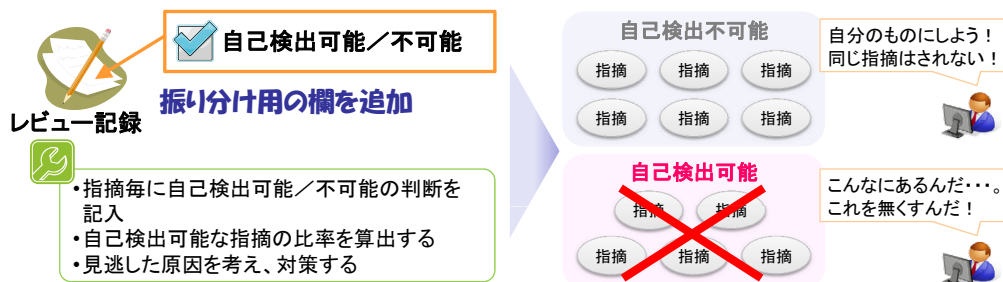 自己検出可能／不可能
振り分け用の欄を追加
レビュー記録
・指摘毎に自己検出可能／不可能の判断を
記入
・自己検出可能な指摘の比率を算出する
・見逃した原因を考え、対策する
自己検出不可能
指摘 指摘 指摘
指摘 指摘 指摘
自分のものにしよう！
同じ指摘はされない！
自己検出可能
指摘 指摘
指摘 指摘 指摘
こんなにあるんだ・・・。
これを無くすんだ！